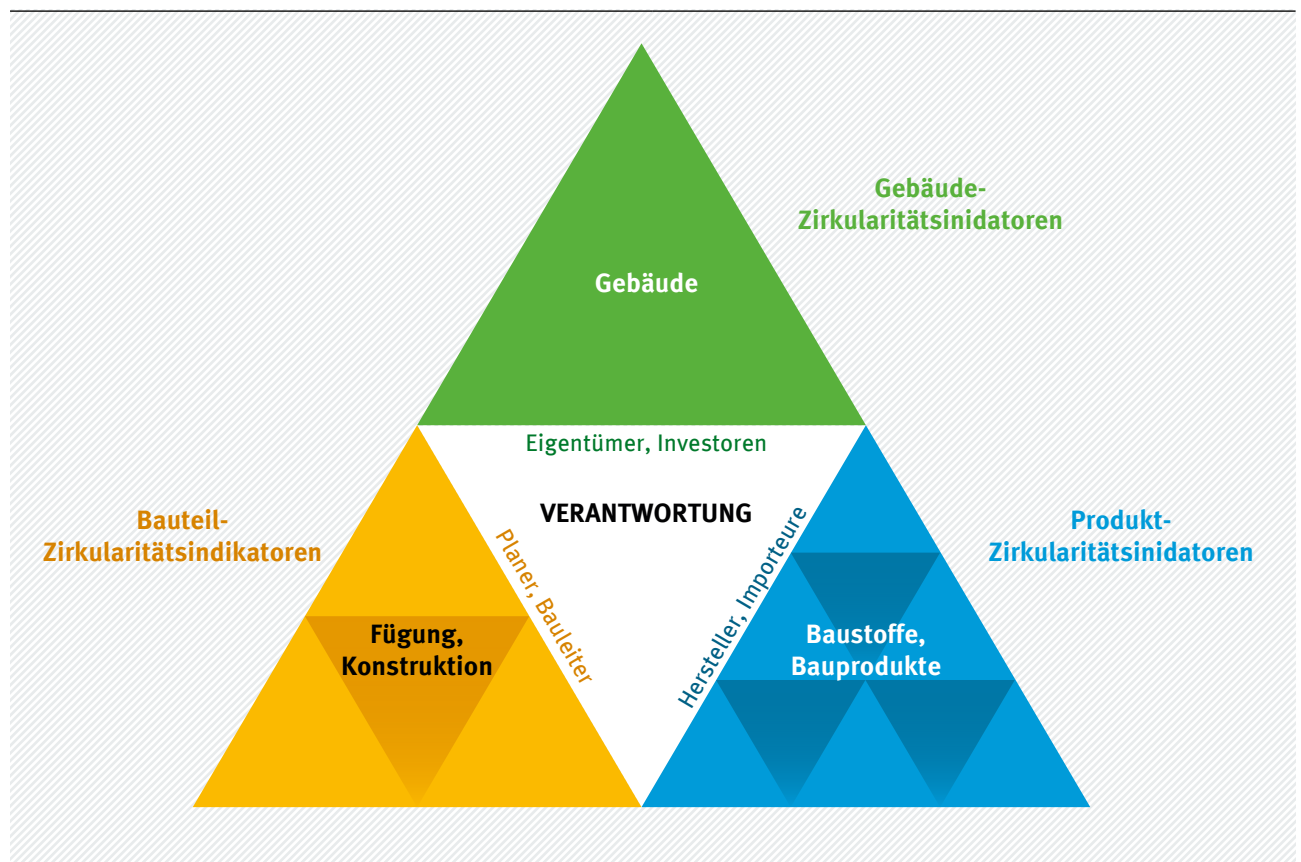 Gebäude-
Zirkularitätsinidatoren
Gebäude
Eigentümer, Investoren
VERANTWORTUNG
Bauteil-
Zirkularitätsindikatoren
Planer, Bauleiter
Hersteller, Importeure
Produkt-
Zirkularitätsinidatoren
Fügung,
Konstruktion
Baustoffe,
Bauprodukte